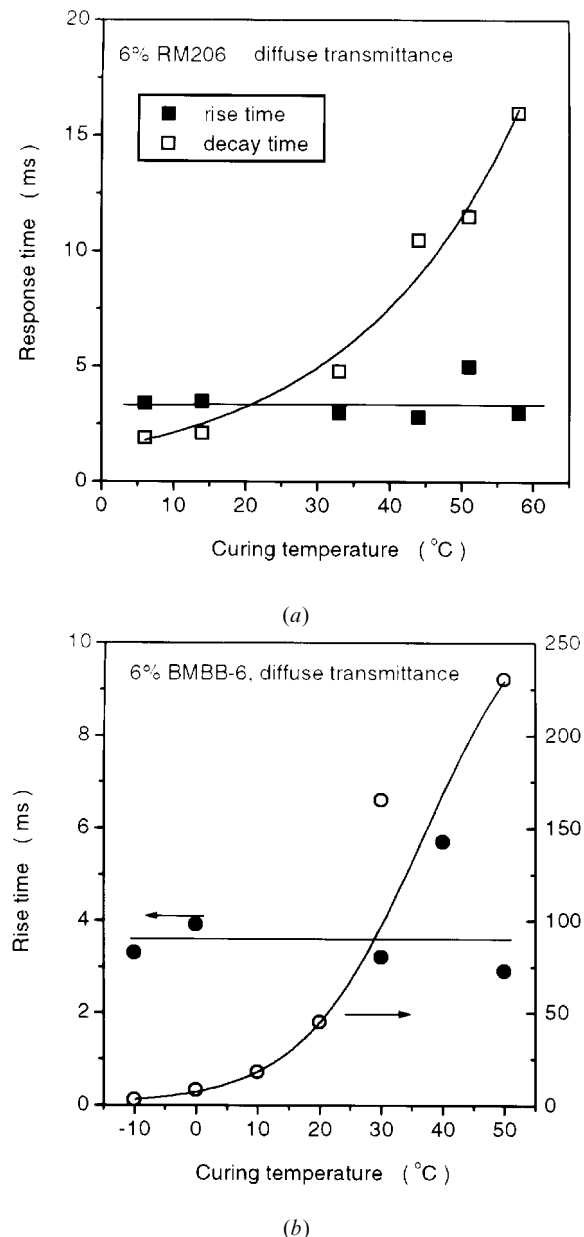 20
6% RM206 diffuse transmittance
rise time
decay time
15
10
5
0
Response time ( ms )
0 10 20 30 40 50 60
Curing temperature ( °C )
(a)
10 250
6% BMBB-6, diffuse transmittance
8 200
6 150
4 100
2 50
0 0
Rise time ( ms )
-10 0 10 20 30 40 50
Curing temperature ( °C )
(b)